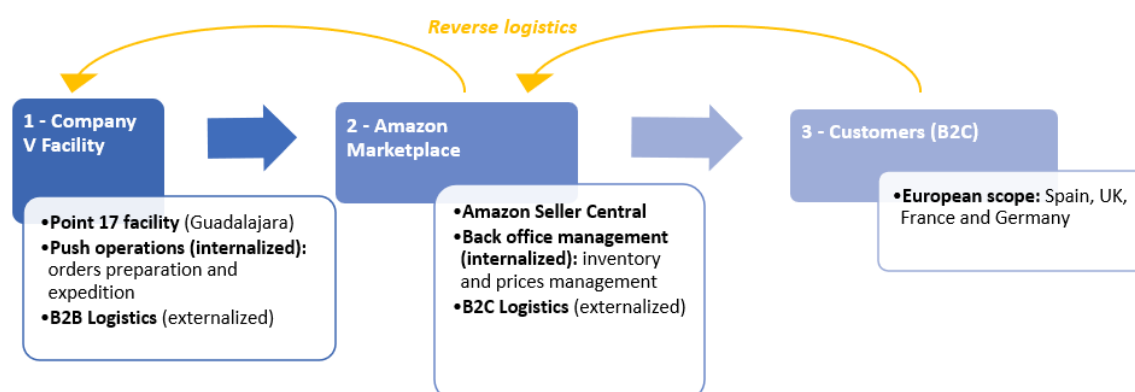 Reverse logistics
1 - Company
V Facility
2 - Amazon
Marketplace
3 - Customers (B2C)
•Point 17 facility (Guadalajara)
•Push operations (internalized):
orders preparation and
expedition
•B2B Logistics (externalized)
•Amazon Seller Central
•Back office management
(internalized): inventory
and prices management
•B2C Logistics (externalized)
•European scope: Spain, UK,
France and Germany